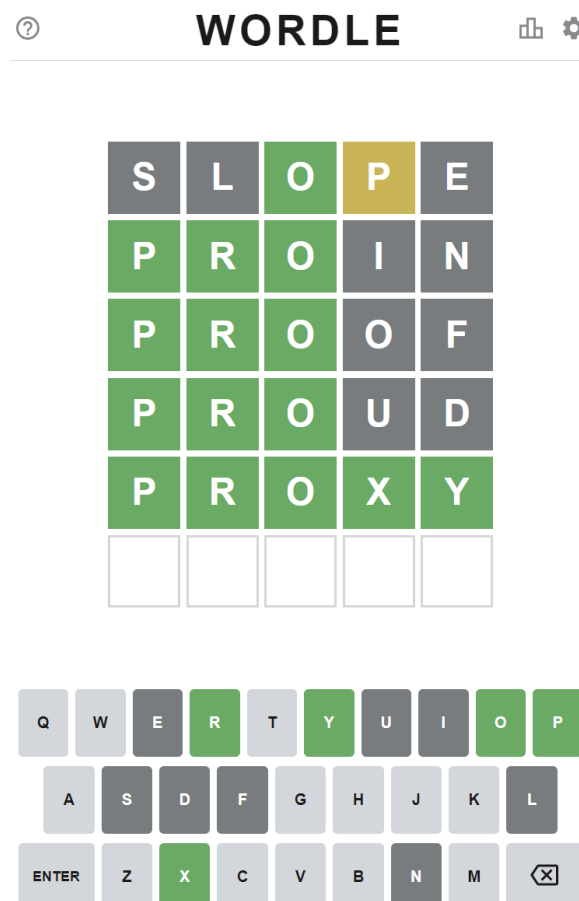 WORDLE
S L O P E
P R O I N
P R O O F
P R O U D
P R O X Y
Q W E R T Y U I O P
A S D F G H J K L
ENTER Z X C V B N M